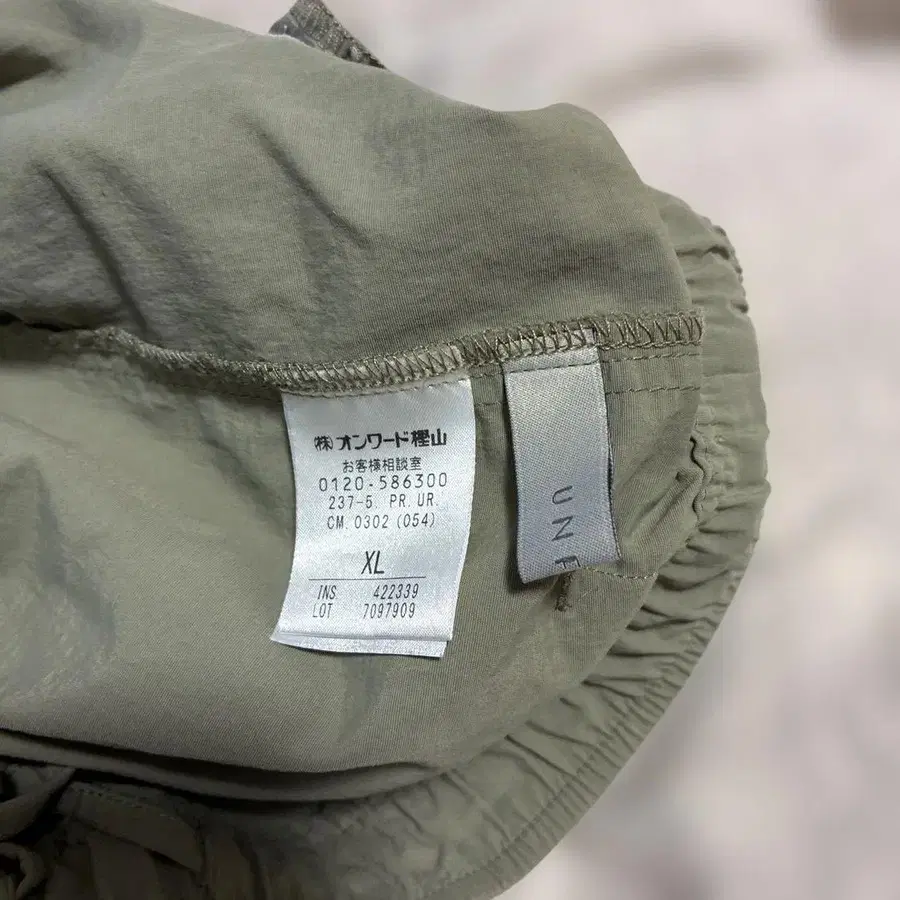 (株)オンワード樫山
お客様相談室
0120-586300
237-5. PR. UR.
CM. 0302 (054)
XL
INS 422339
LOT 7097909
UNF